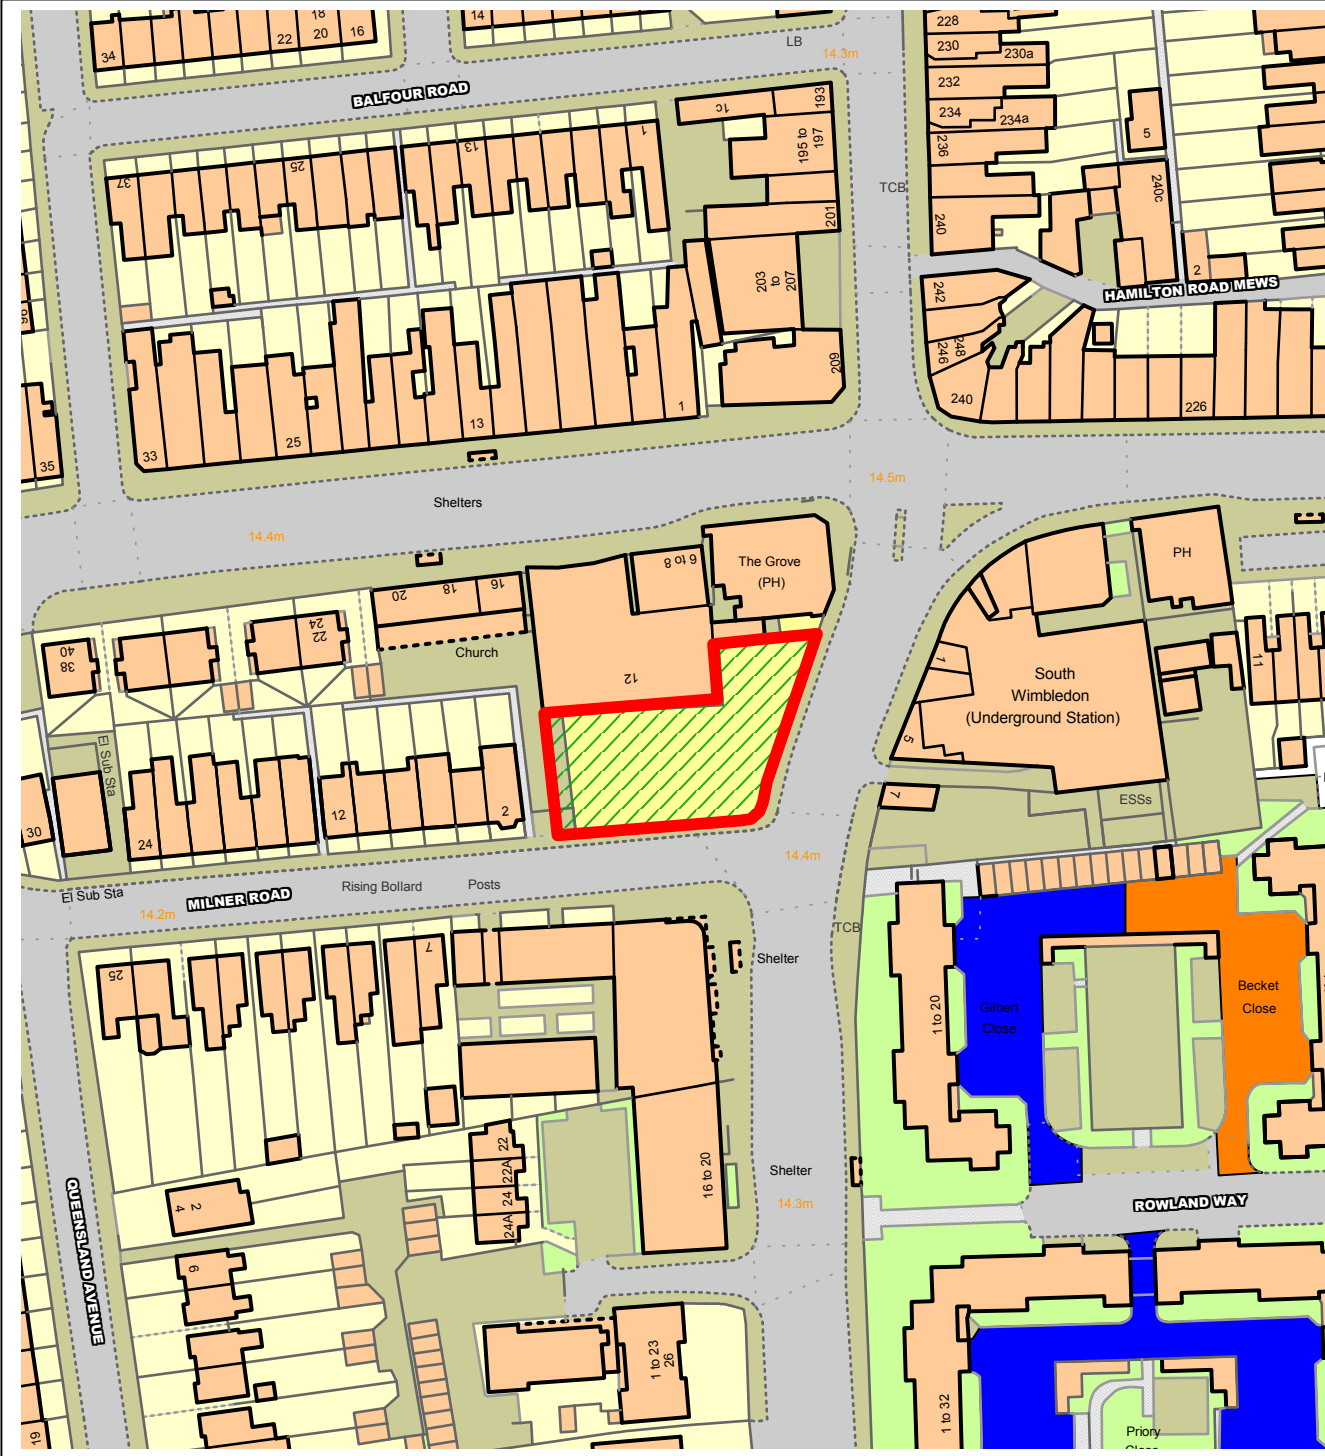 18
34
22
20
16
14
LB
14.3m
228
230
230a
232
234
234a
236
5
BALFOUR ROAD
1c
193
195 to
197
TCB
37
25
13
1
201
240
240c
2
HAMILTON ROAD MEWS
203
to
207
242
246
248
209
240
226
35
33
25
13
1
Shelters
14.5m
14.4m
The Grove
(PH)
6 to 8
PH
20
18
16
22
24
38
40
Church
12
1
South
Wimbledon
(Underground Station)
11
5
El Sub Sta
7
ESSs
30
24
12
2
14.4m
El Sub Sta
MILNER ROAD
Rising Bollard
Posts
14.2m
TCB
25
7
Shelter
1 to 20
Gilbert
Close
Becket
Close
22
22A
24
24A
16 to 20
Shelter
14.3m
ROWLAND WAY
QUEENSLAND AVENUE
2
4
6
1 to 23
26
1 to 32
Priory
19